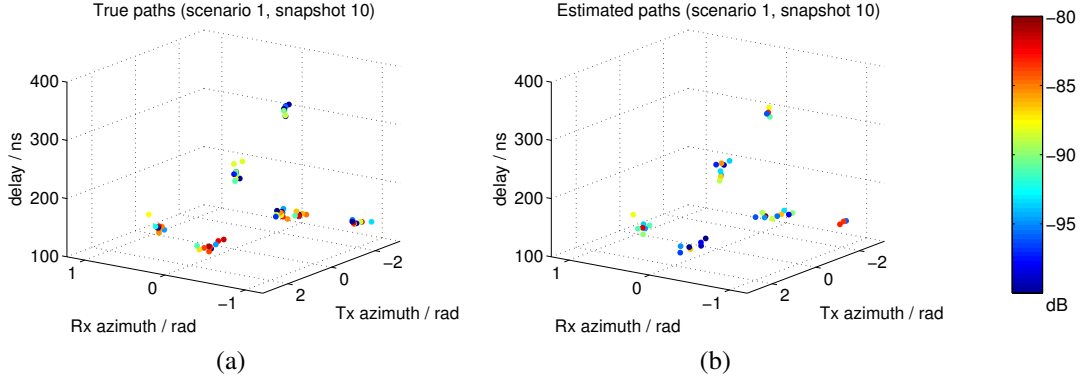 True paths (scenario 1, snapshot 10)
400
300
200
100
delay / ns
1
0
−1
Rx azimuth / rad
2
0
−2
Tx azimuth / rad
(a)
Estimated paths (scenario 1, snapshot 10)
400
300
200
100
delay / ns
1
0
−1
Rx azimuth / rad
2
0
−2
Tx azimuth / rad
(b)
−80
−85
−90
−95
dB